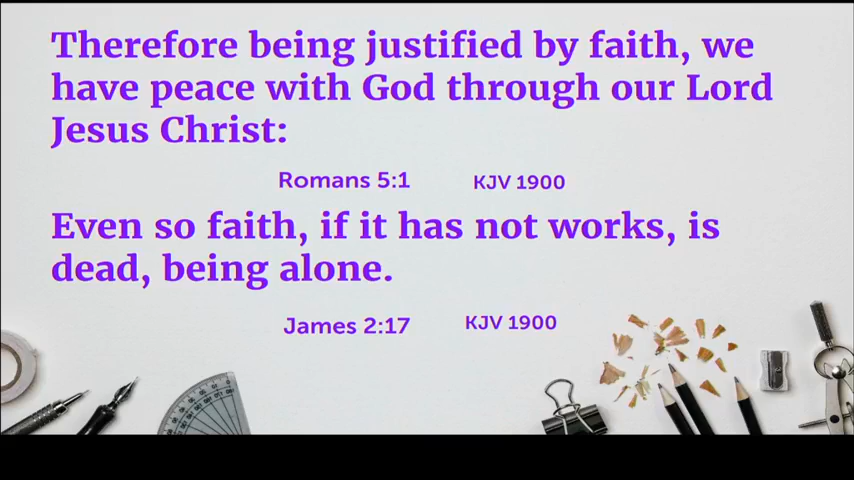 Therefore being justified by faith, we
have peace with God through our Lord
Jesus Christ:
Romans 5:1 KJV 1900
Even so faith, if it has not works, is
dead, being alone.
James 2:17 KJV 1900